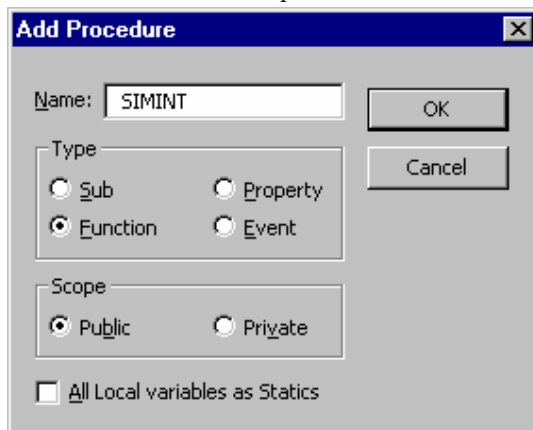 Add Procedure
Name: SIMINT
OK
Cancel
Type
Sub
Property
Function
Event
Scope
Public
Private
All Local variables as Statics